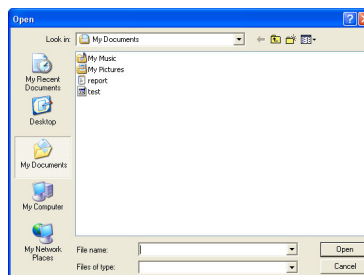 Open
Look in:
My Documents
My Recent
Documents
Desktop
My Documents
My Computer
My Network
Places
My Music
My Pictures
report
test
File name:
Open
Files of type:
Cancel